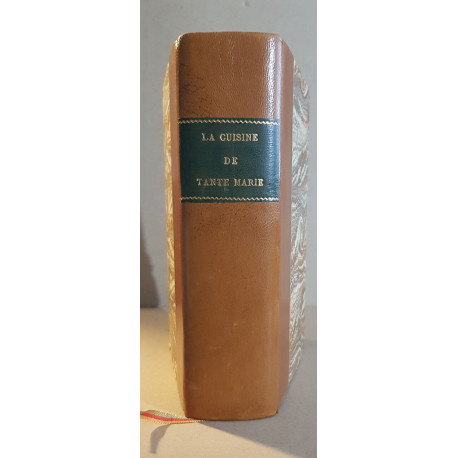 LA CUISINE
DE
TANTE MARIE